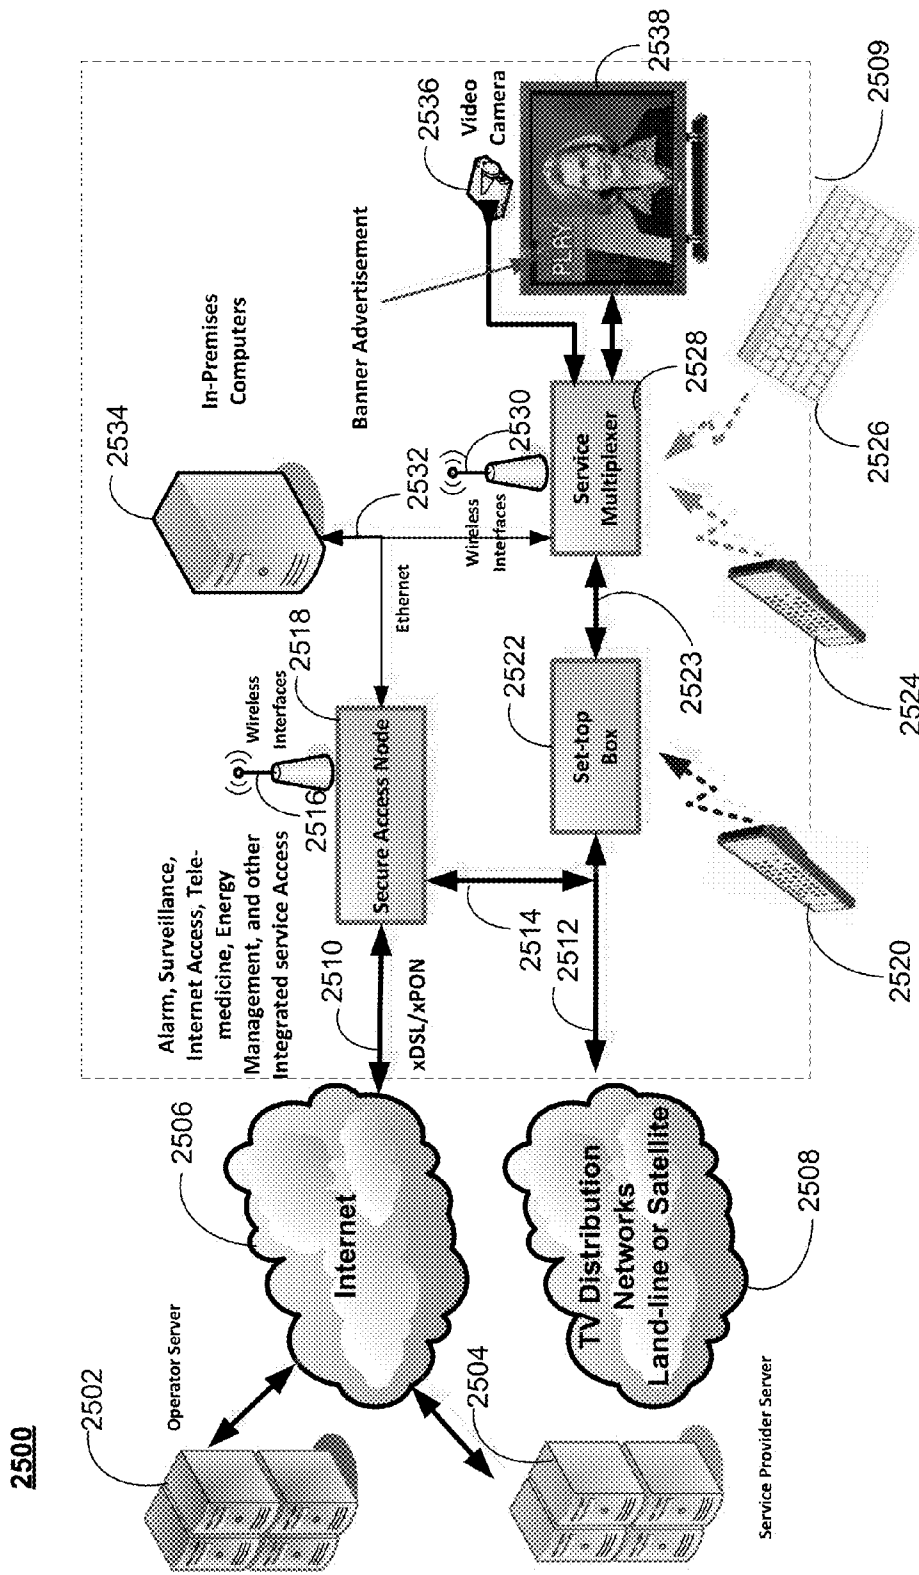 2500
2502
Operator Server
2504
Service Provider Server
2506
Internet
TV Distribution
Networks
Land-line or Satellite
2508
Alarm, Surveillance,
Internet Access, Tele-
medicine, Energy
Management, and other
Integrated service Access
2510
xDSL/xPON
2512
2514
2516
Wireless
Interfaces
2518
Secure Access Node
Ethernet
2520
2522
Set-top
Box
2523
2524
2526
Service
Multiplexer
2528
2530
Wireless
Interfaces
2532
2534
In-Premises
Computers
Banner Advertisement
2536
Video
Camera
PLAY
2538
2509